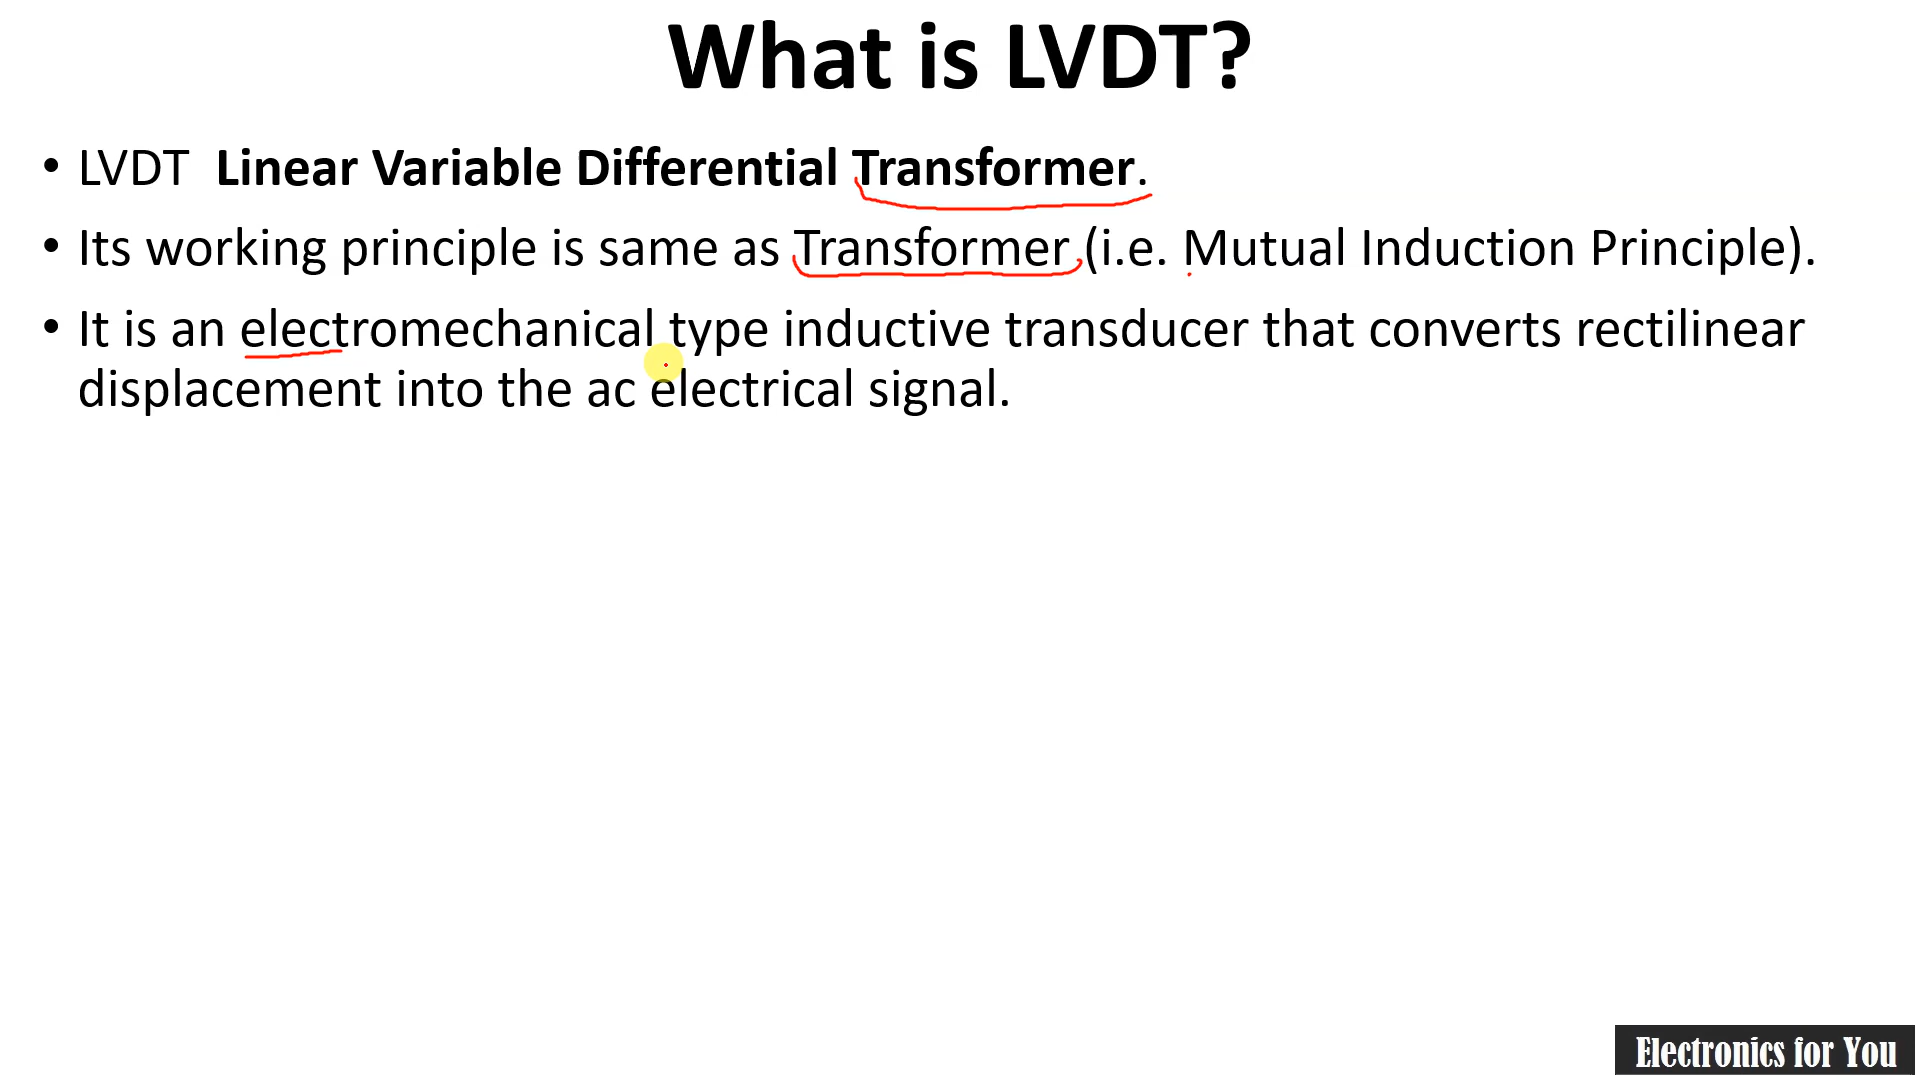 What is LVDT?
• LVDT Linear Variable Differential Transformer.
• Its working principle is same as Transformer (i.e. Mutual Induction Principle).
• It is an electromechanical type inductive transducer that converts rectilinear
displacement into the ac electrical signal.
Electronics for You